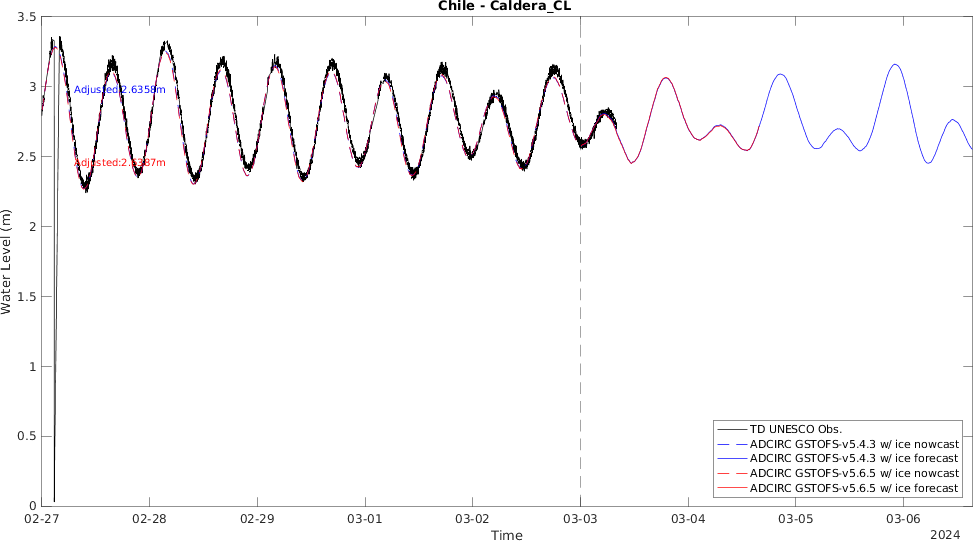 Chile - Caldera_CL
3.5
3
2.5
2
1.5
1
0.5
0
Water Level (m)
Adjusted:2.6358m
Adjusted:2.6387m
TD UNESCO Obs.
ADCIRC GSTOFS-v5.4.3 w/ ice nowcast
ADCIRC GSTOFS-v5.4.3 w/ ice forecast
ADCIRC GSTOFS-v5.6.5 w/ ice nowcast
ADCIRC GSTOFS-v5.6.5 w/ ice forecast
02-27 02-28 02-29 03-01 03-02 03-03 03-04 03-05 03-06
Time
2024